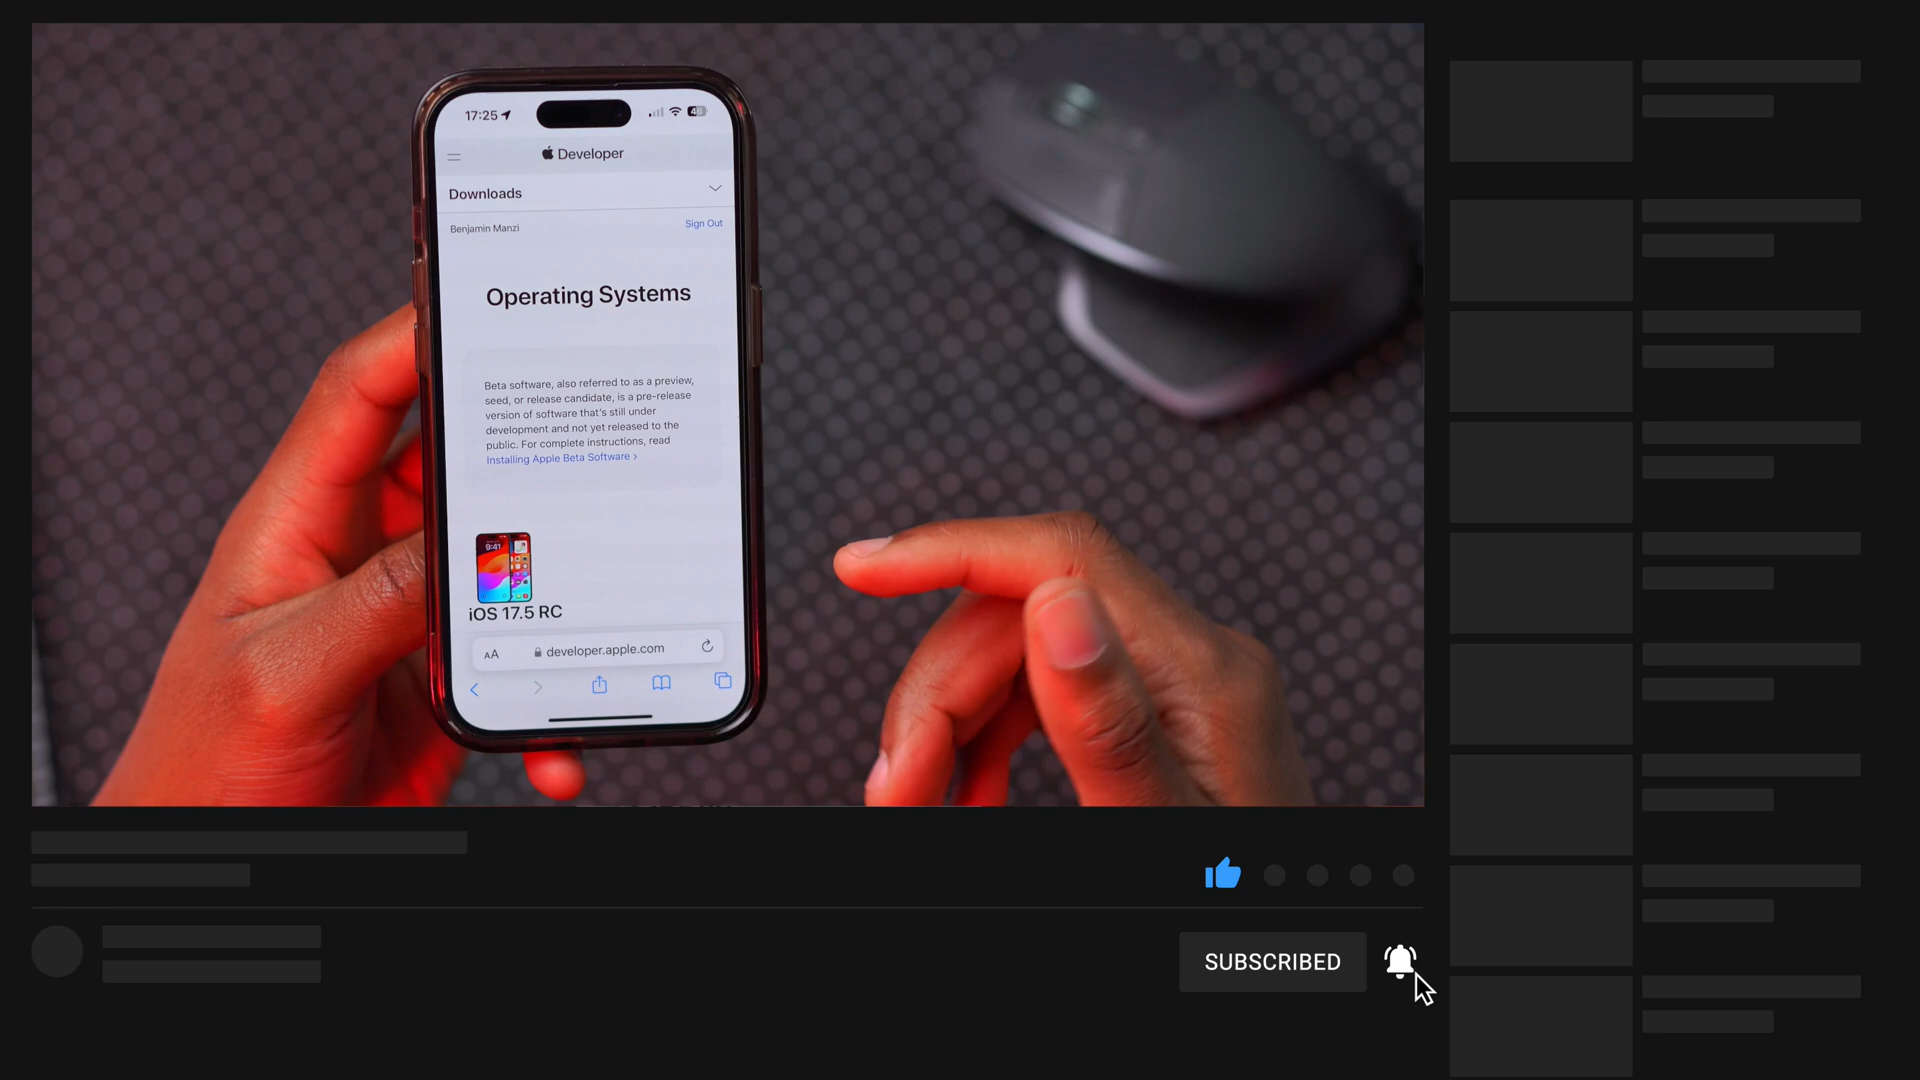 17:25
48
Developer
Downloads
Benjamin Manzi
Sign Out
Operating Systems
Beta software, also referred to as a preview,
seed, or release candidate, is a pre-release
version of software that's still under
development and not yet released to the
public. For complete instructions, read
Installing Apple Beta Software ›
9:41
iOS 17.5 RC
AA
developer.apple.com
SUBSCRIBED